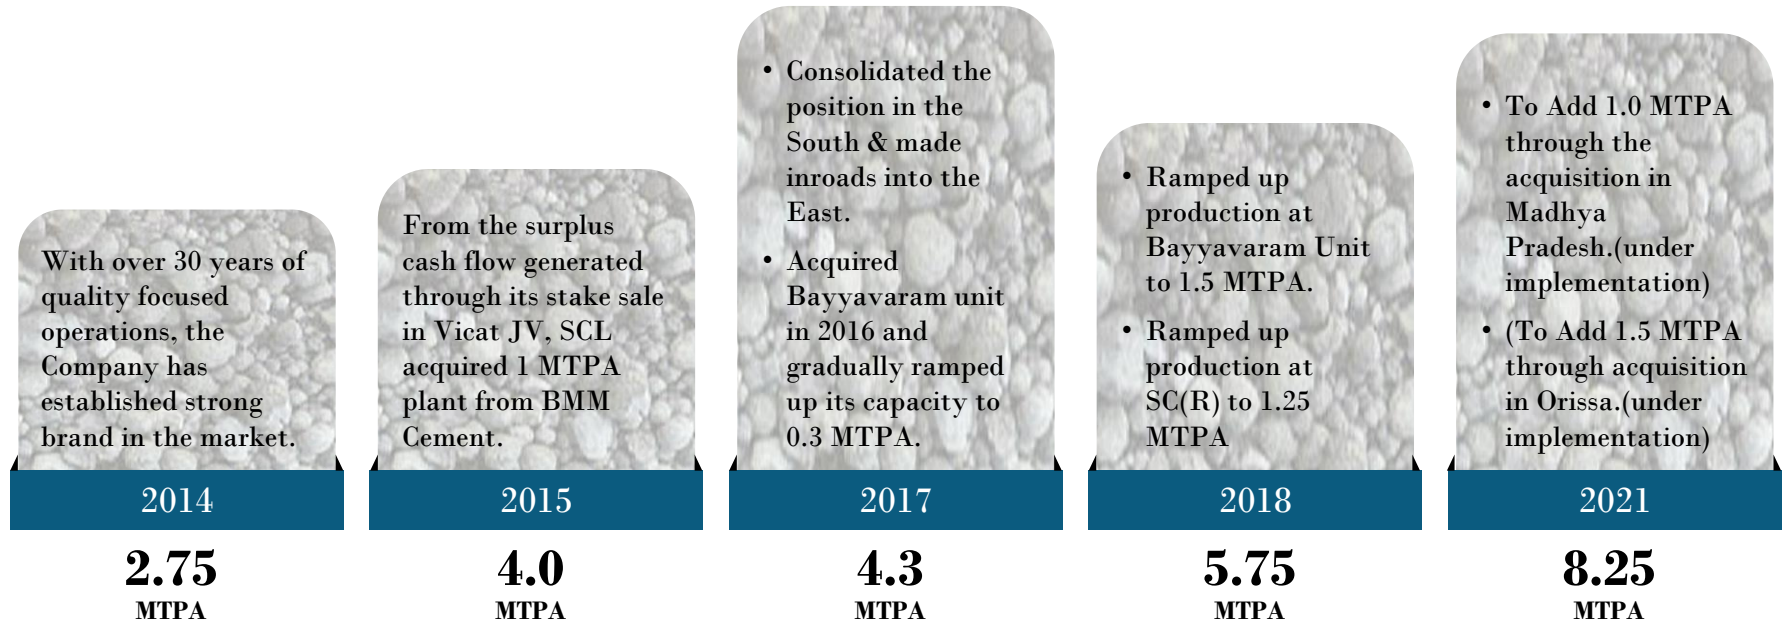 With over 30 years of
quality focused
operations, the
Company has
established strong
brand in the market.
2014
2.75
MTPA
From the surplus
cash flow generated
through its stake sale
in Vicat JV, SCL
acquired 1 MTPA
plant from BMM
Cement.
2015
4.0
MTPA
• Consolidated the
position in the
South & made
inroads into the
East.
• Acquired
Bayyavaram unit
in 2016 and
gradually ramped
up its capacity to
0.3 MTPA.
2017
4.3
MTPA
• Ramped up
production at
Bayyavaram Unit
to 1.5 MTPA.
• Ramped up
production at
SC(R) to 1.25
MTPA
2018
5.75
MTPA
• To Add 1.0 MTPA
through the
acquisition in
Madhya
Pradesh.(under
implementation)
• (To Add 1.5 MTPA
through acquisition
in Orissa.(under
implementation)
2021
8.25
MTPA